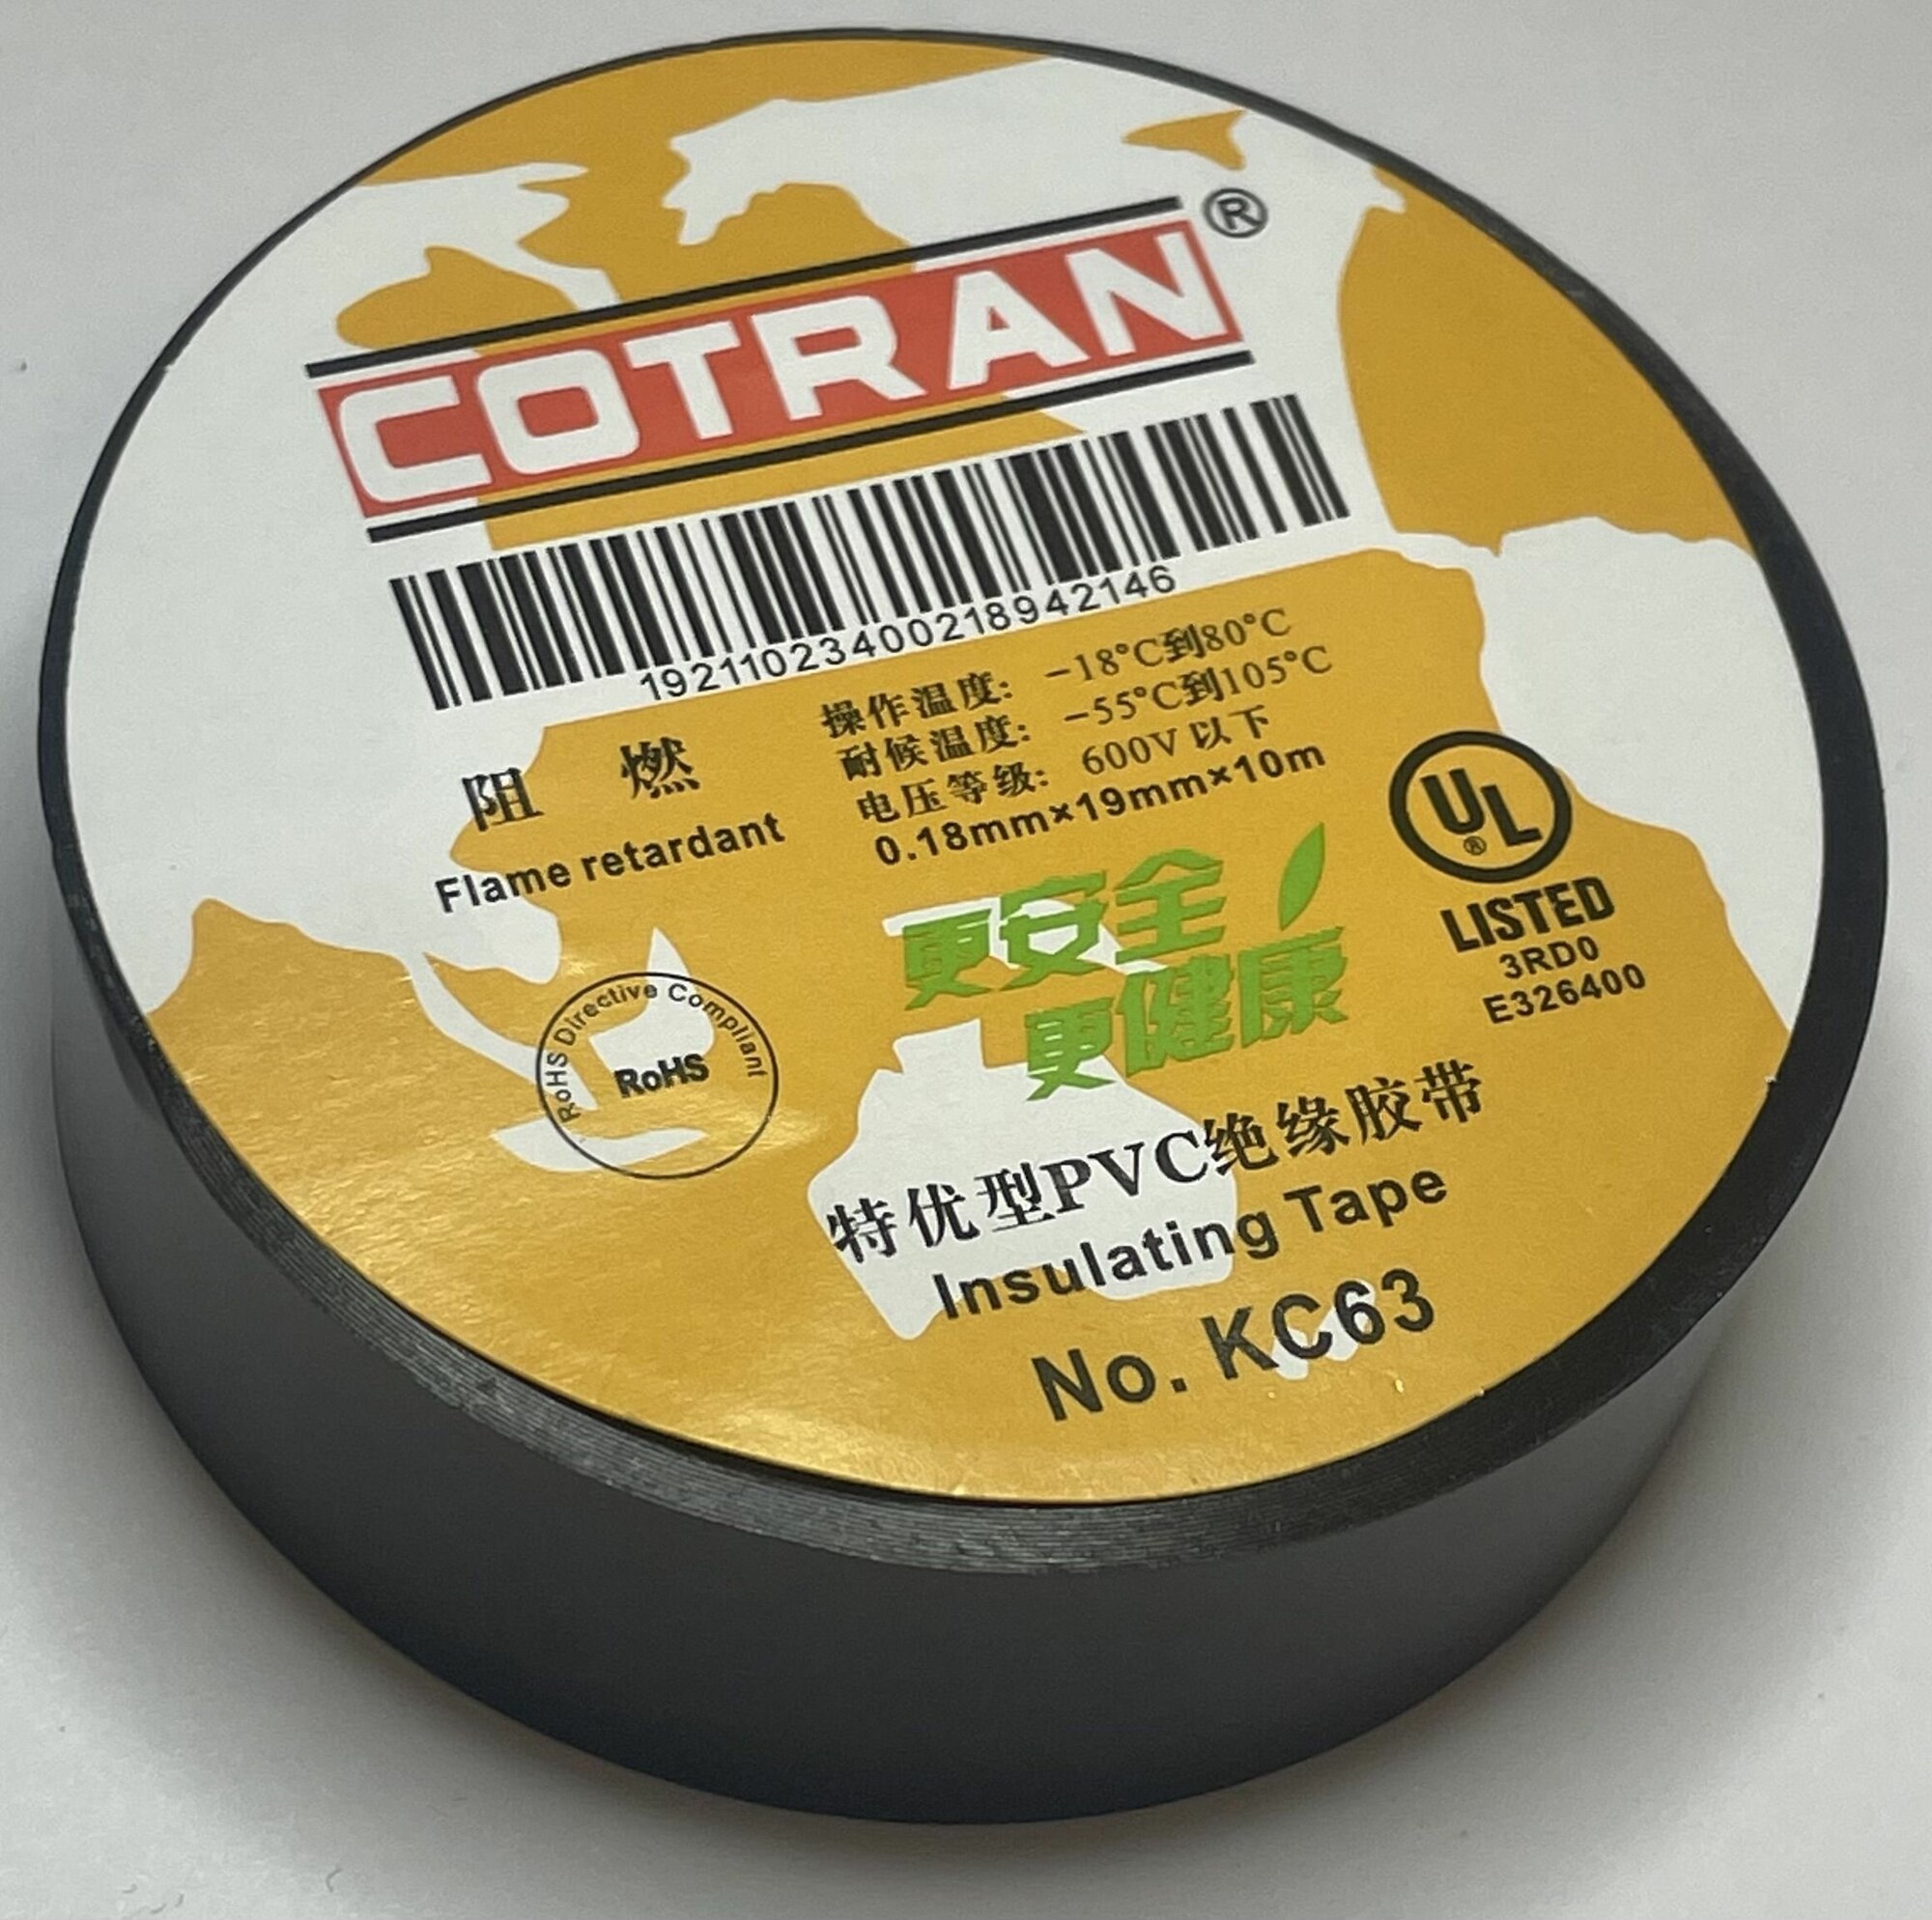 COTRAN®
19211023400218942146
操作温度: -18°C到80°C
耐候温度: -55°C到105°C
电压等级: 600V 以下
0.18mm×19mm×10m
阻 燃
Flame retardant
UL®
LISTED
3RD0
E326400
更安全
更健康
RoHS Directive Compliant
RoHS
特优型PVC绝缘胶带
Insulating Tape
No. KC63